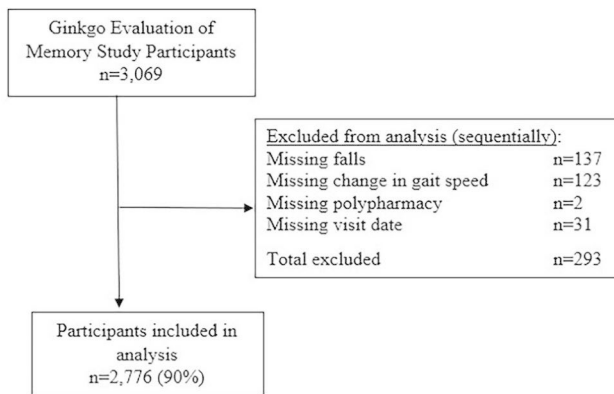 Ginkgo Evaluation of
Memory Study Participants
n=3,069
Excluded from analysis (sequentially):
Missing falls n=137
Missing change in gait speed n=123
Missing polypharmacy n=2
Missing visit date n=31
Total excluded n=293
Participants included in
analysis
n=2,776 (90%)